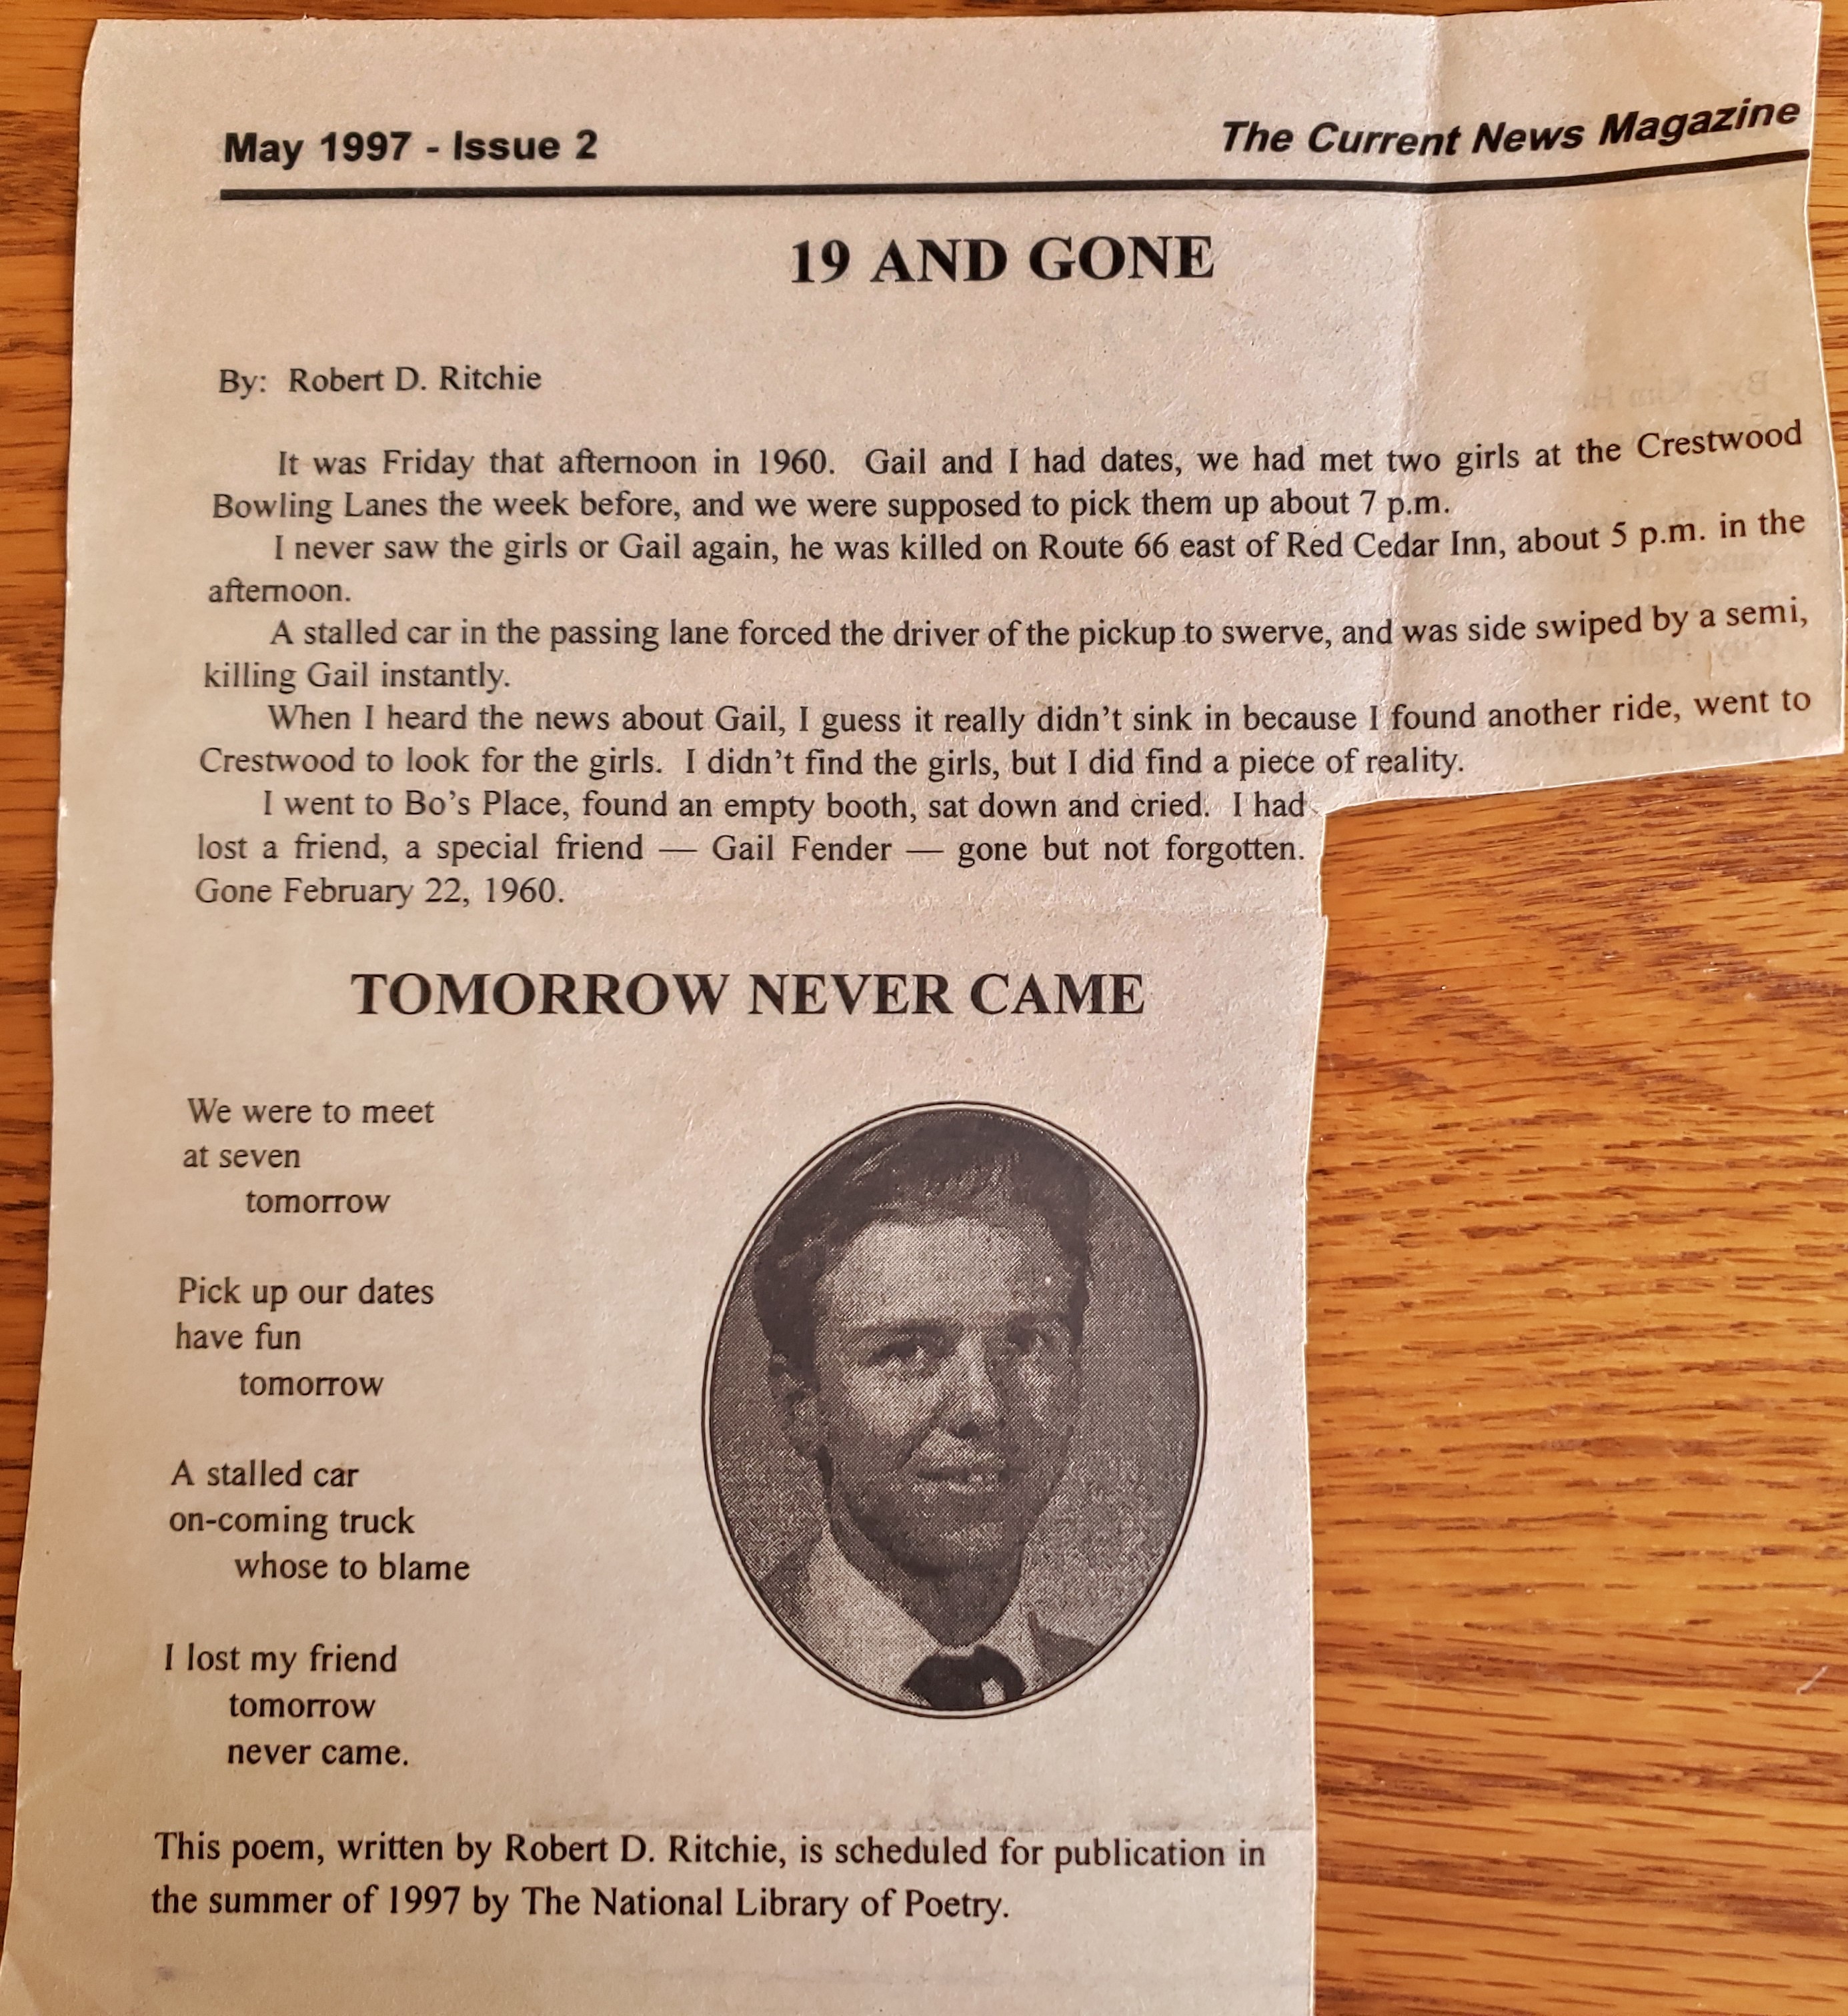 May 1997 - Issue 2
The Current News Magazine
19 AND GONE
By: Robert D. Ritchie
It was Friday that afternoon in 1960. Gail and I had dates, we had met two girls at the Crestwood
Bowling Lanes the week before, and we were supposed to pick them up about 7 p.m.
I never saw the girls or Gail again, he was killed on Route 66 east of Red Cedar Inn, about 5 p.m. in the
afternoon.
A stalled car in the passing lane forced the driver of the pickup to swerve, and was side swiped by a semi,
killing Gail instantly.
When I heard the news about Gail, I guess it really didn't sink in because I found another ride, went to
Crestwood to look for the girls. I didn't find the girls, but I did find a piece of reality.
I went to Bo's Place, found an empty booth, sat down and cried. I had
lost a friend, a special friend — Gail Fender — gone but not forgotten.
Gone February 22, 1960.
TOMORROW NEVER CAME
We were to meet
at seven
tomorrow
Pick up our dates
have fun
tomorrow
A stalled car
on-coming truck
whose to blame
I lost my friend
tomorrow
never came.
This poem, written by Robert D. Ritchie, is scheduled for publication in
the summer of 1997 by The National Library of Poetry.